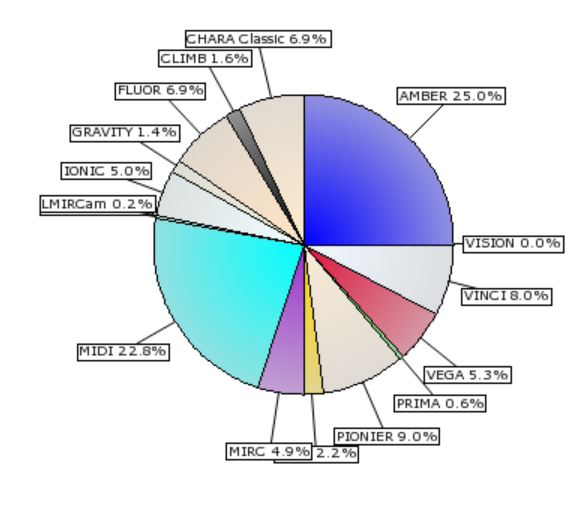 CHARA Classic 6.9%
CLIMB 1.6%
FLUOR 6.9%
AMBER 25.0%
GRAVITY 1.4%
IONIC 5.0%
LMIRCam 0.2%
VISION 0.0%
VINCI 8.0%
MIDI 22.8%
VEGA 5.3%
PRIMA 0.6%
PIONIER 9.0%
MIRC 4.9%
2.2%